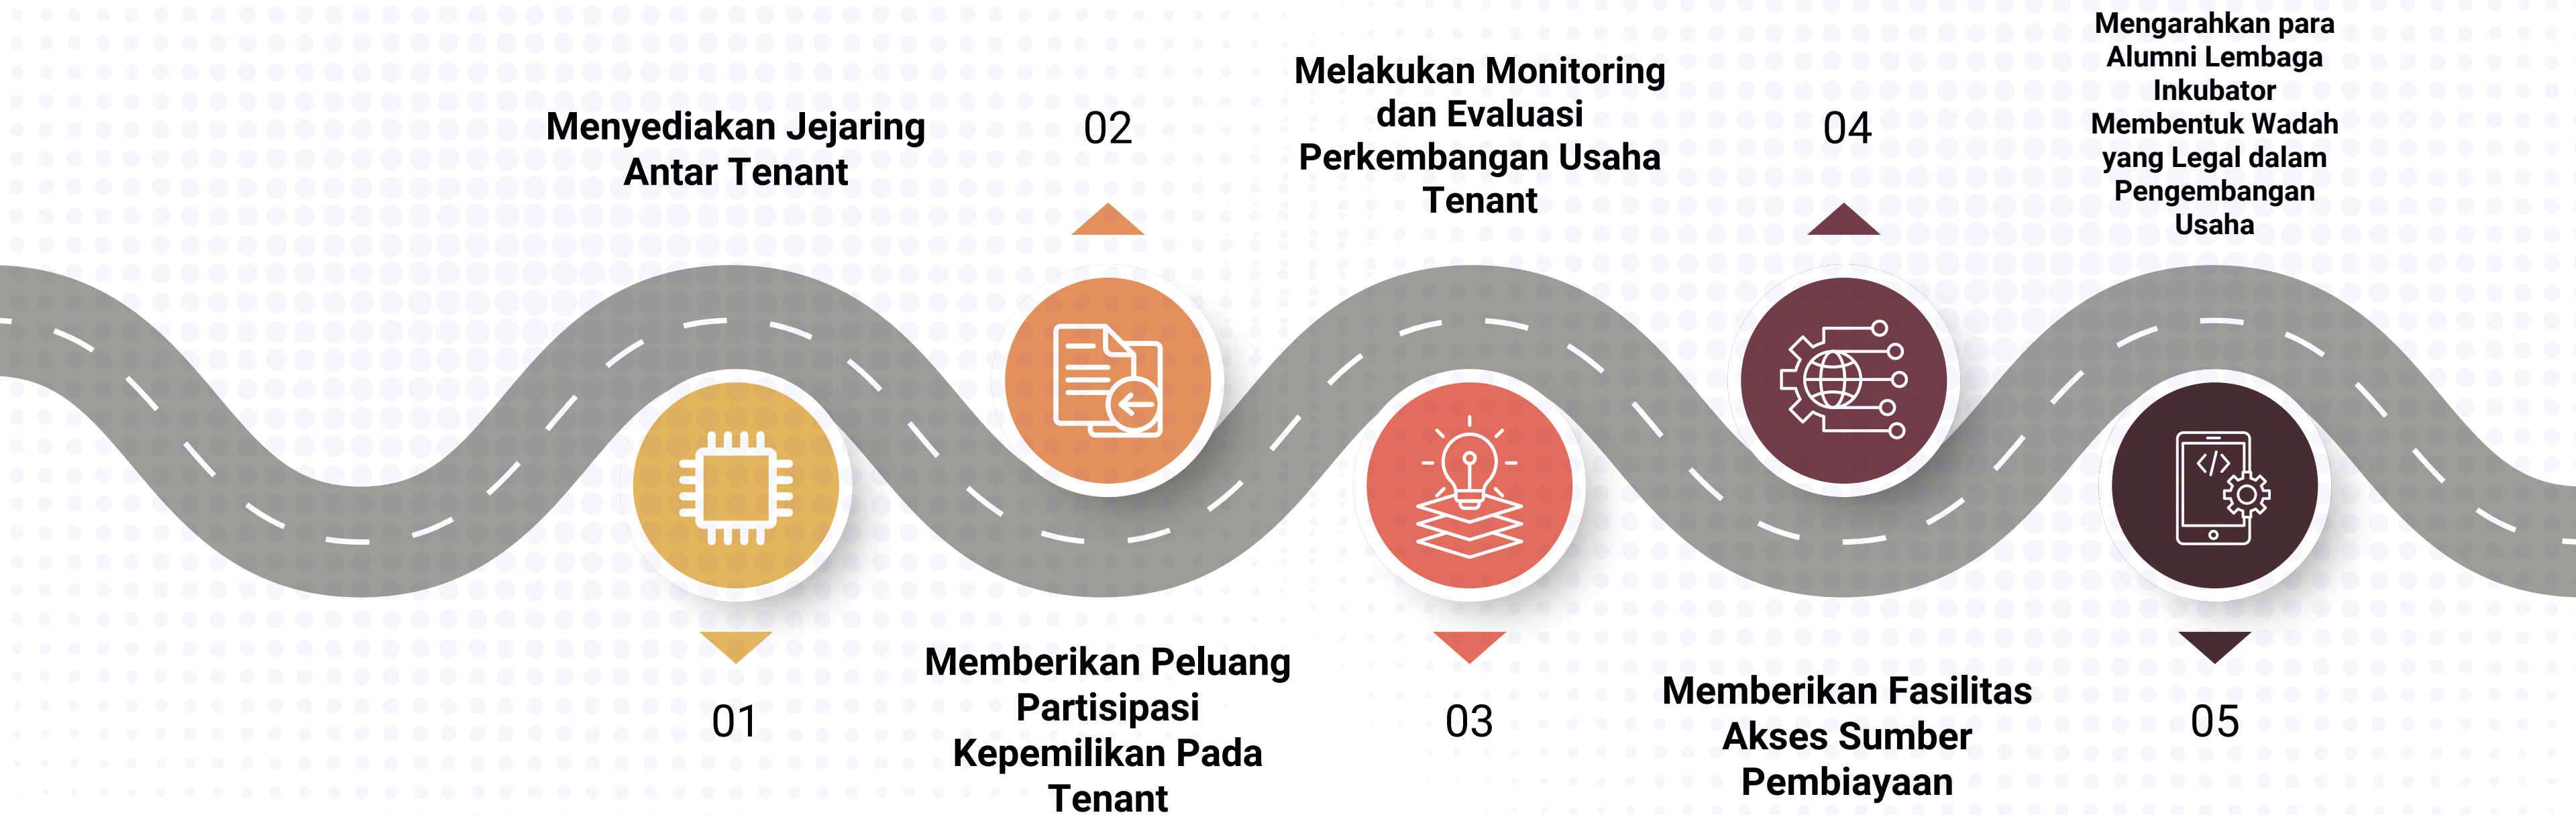 Menyediakan Jejaring
Antar Tenant
01
02
Memberikan Peluang
Partisipasi
Kepemilikan Pada
Tenant
Melakukan Monitoring
dan Evaluasi
Perkembangan Usaha
Tenant
03
04
Memberikan Fasilitas
Akses Sumber
Pembiayaan
Mengarahkan para
Alumni Lembaga
Inkubator
Membentuk Wadah
yang Legal dalam
Pengembangan
Usaha
05